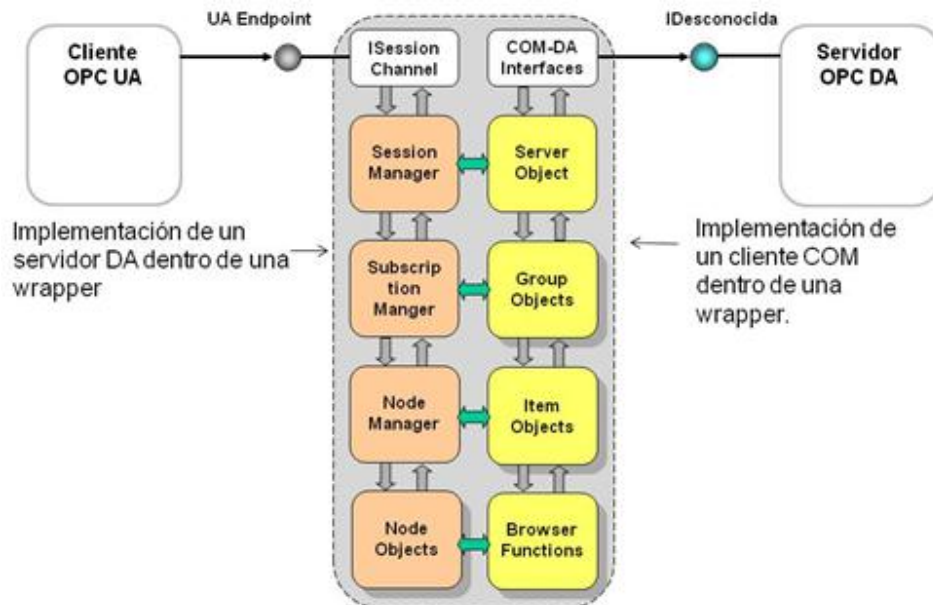 UA Endpoint
IDesconocida
Cliente
OPC UA
ISession
Channel
COM-DA
Interfaces
Servidor
OPC DA
Session
Manager
Server
Object
Implementación de un
servidor DA dentro de una
wrapper
Implementación de
un cliente COM
dentro de una
wrapper.
Subscrip
tion
Manger
Group
Objects
Node
Manager
Item
Objects
Node
Objects
Browser
Functions